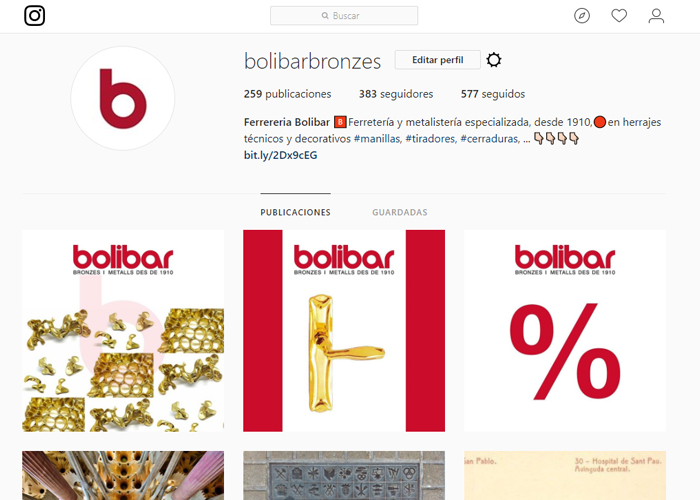 Buscar
bolibarbronzes Editar perfil
259 publicaciones 383 seguidores 577 seguidos
Ferrereria Bolibar 🅱 Ferretería y metalistería especializada, desde 1910,🔴en herrajes
técnicos y decorativos #manillas, #tiradores, #cerraduras, ... 👇👇👇👇
bit.ly/2Dx9cEG
PUBLICACIONES GUARDADAS
b
bolibar
BRONZES I METALLS DES DE 1910
b
bolibar
BRONZES I METALLS DES DE 1910
bolibar
BRONZES I METALLS DES DE 1910
%
an Pablo.
30 - Hospital de Sant Pau.
Avinguda central.